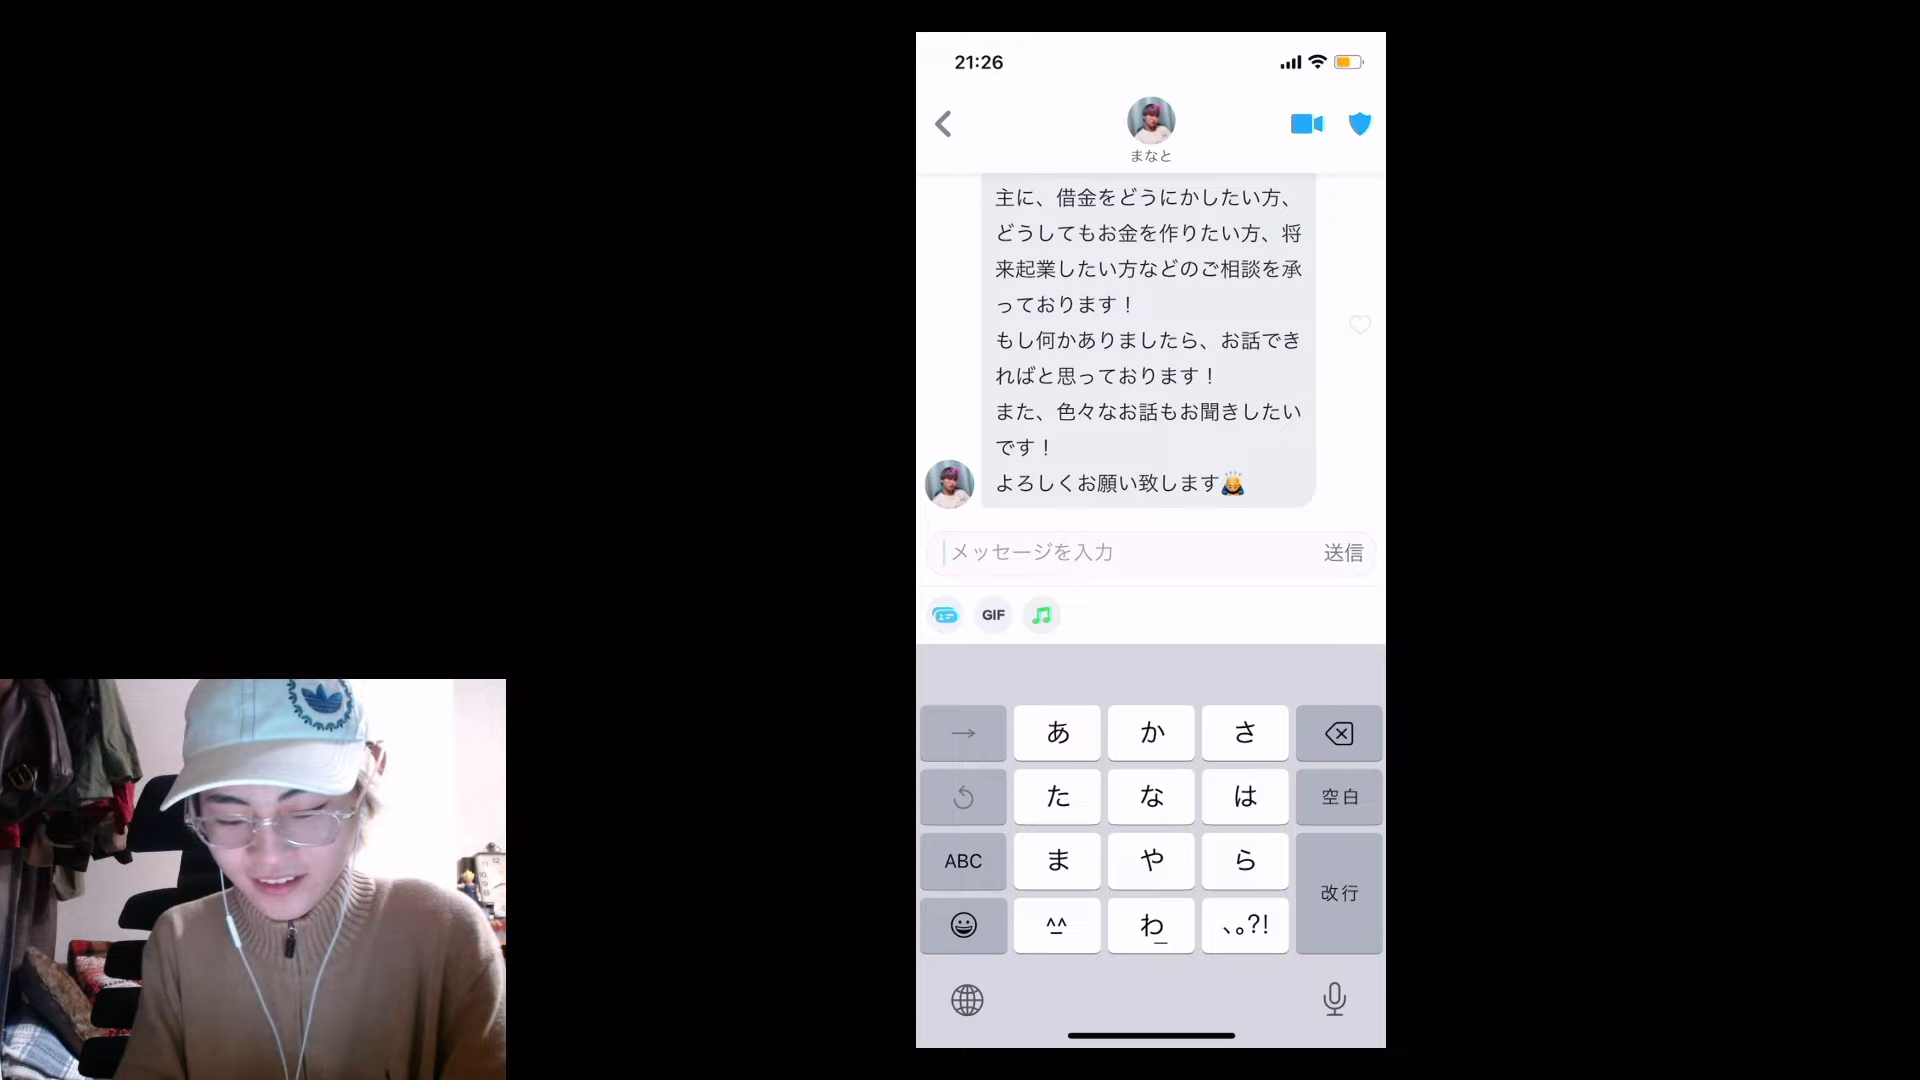 21:26
まなと
主に、借金をどうにかしたい方、
どうしてもお金を作りたい方、将
来起業したい方などのご相談を承
っております！
もし何かありましたら、お話でき
ればと思っております！
また、色々なお話もお聞きしたい
です！
よろしくお願い致します
メッセージを入力
送信
GIF
→
あ
か
さ
た
な
は
空白
ABC
ま
や
ら
改行
^^
わ_
､｡?!